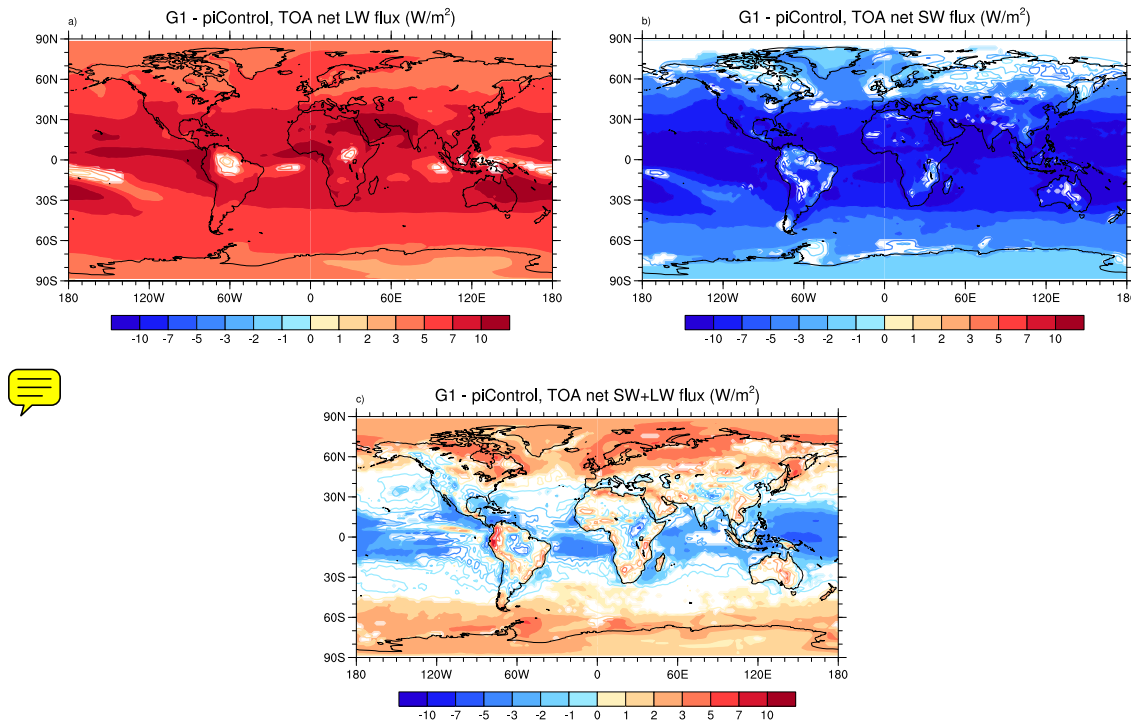 a) G1 - piControl, TOA net LW flux (W/m²)
90N
60N
30N
0
30S
60S
90S
180 120W 60W 0 60E 120E 180
-10 -7 -5 -3 -2 -1 0 1 2 3 5 7 10
b) G1 - piControl, TOA net SW flux (W/m²)
90N
60N
30N
0
30S
60S
90S
180 120W 60W 0 60E 120E 180
-10 -7 -5 -3 -2 -1 0 1 2 3 5 7 10
c) G1 - piControl, TOA net SW+LW flux (W/m²)
90N
60N
30N
0
30S
60S
90S
180 120W 60W 0 60E 120E 180
-10 -7 -5 -3 -2 -1 0 1 2 3 5 7 10